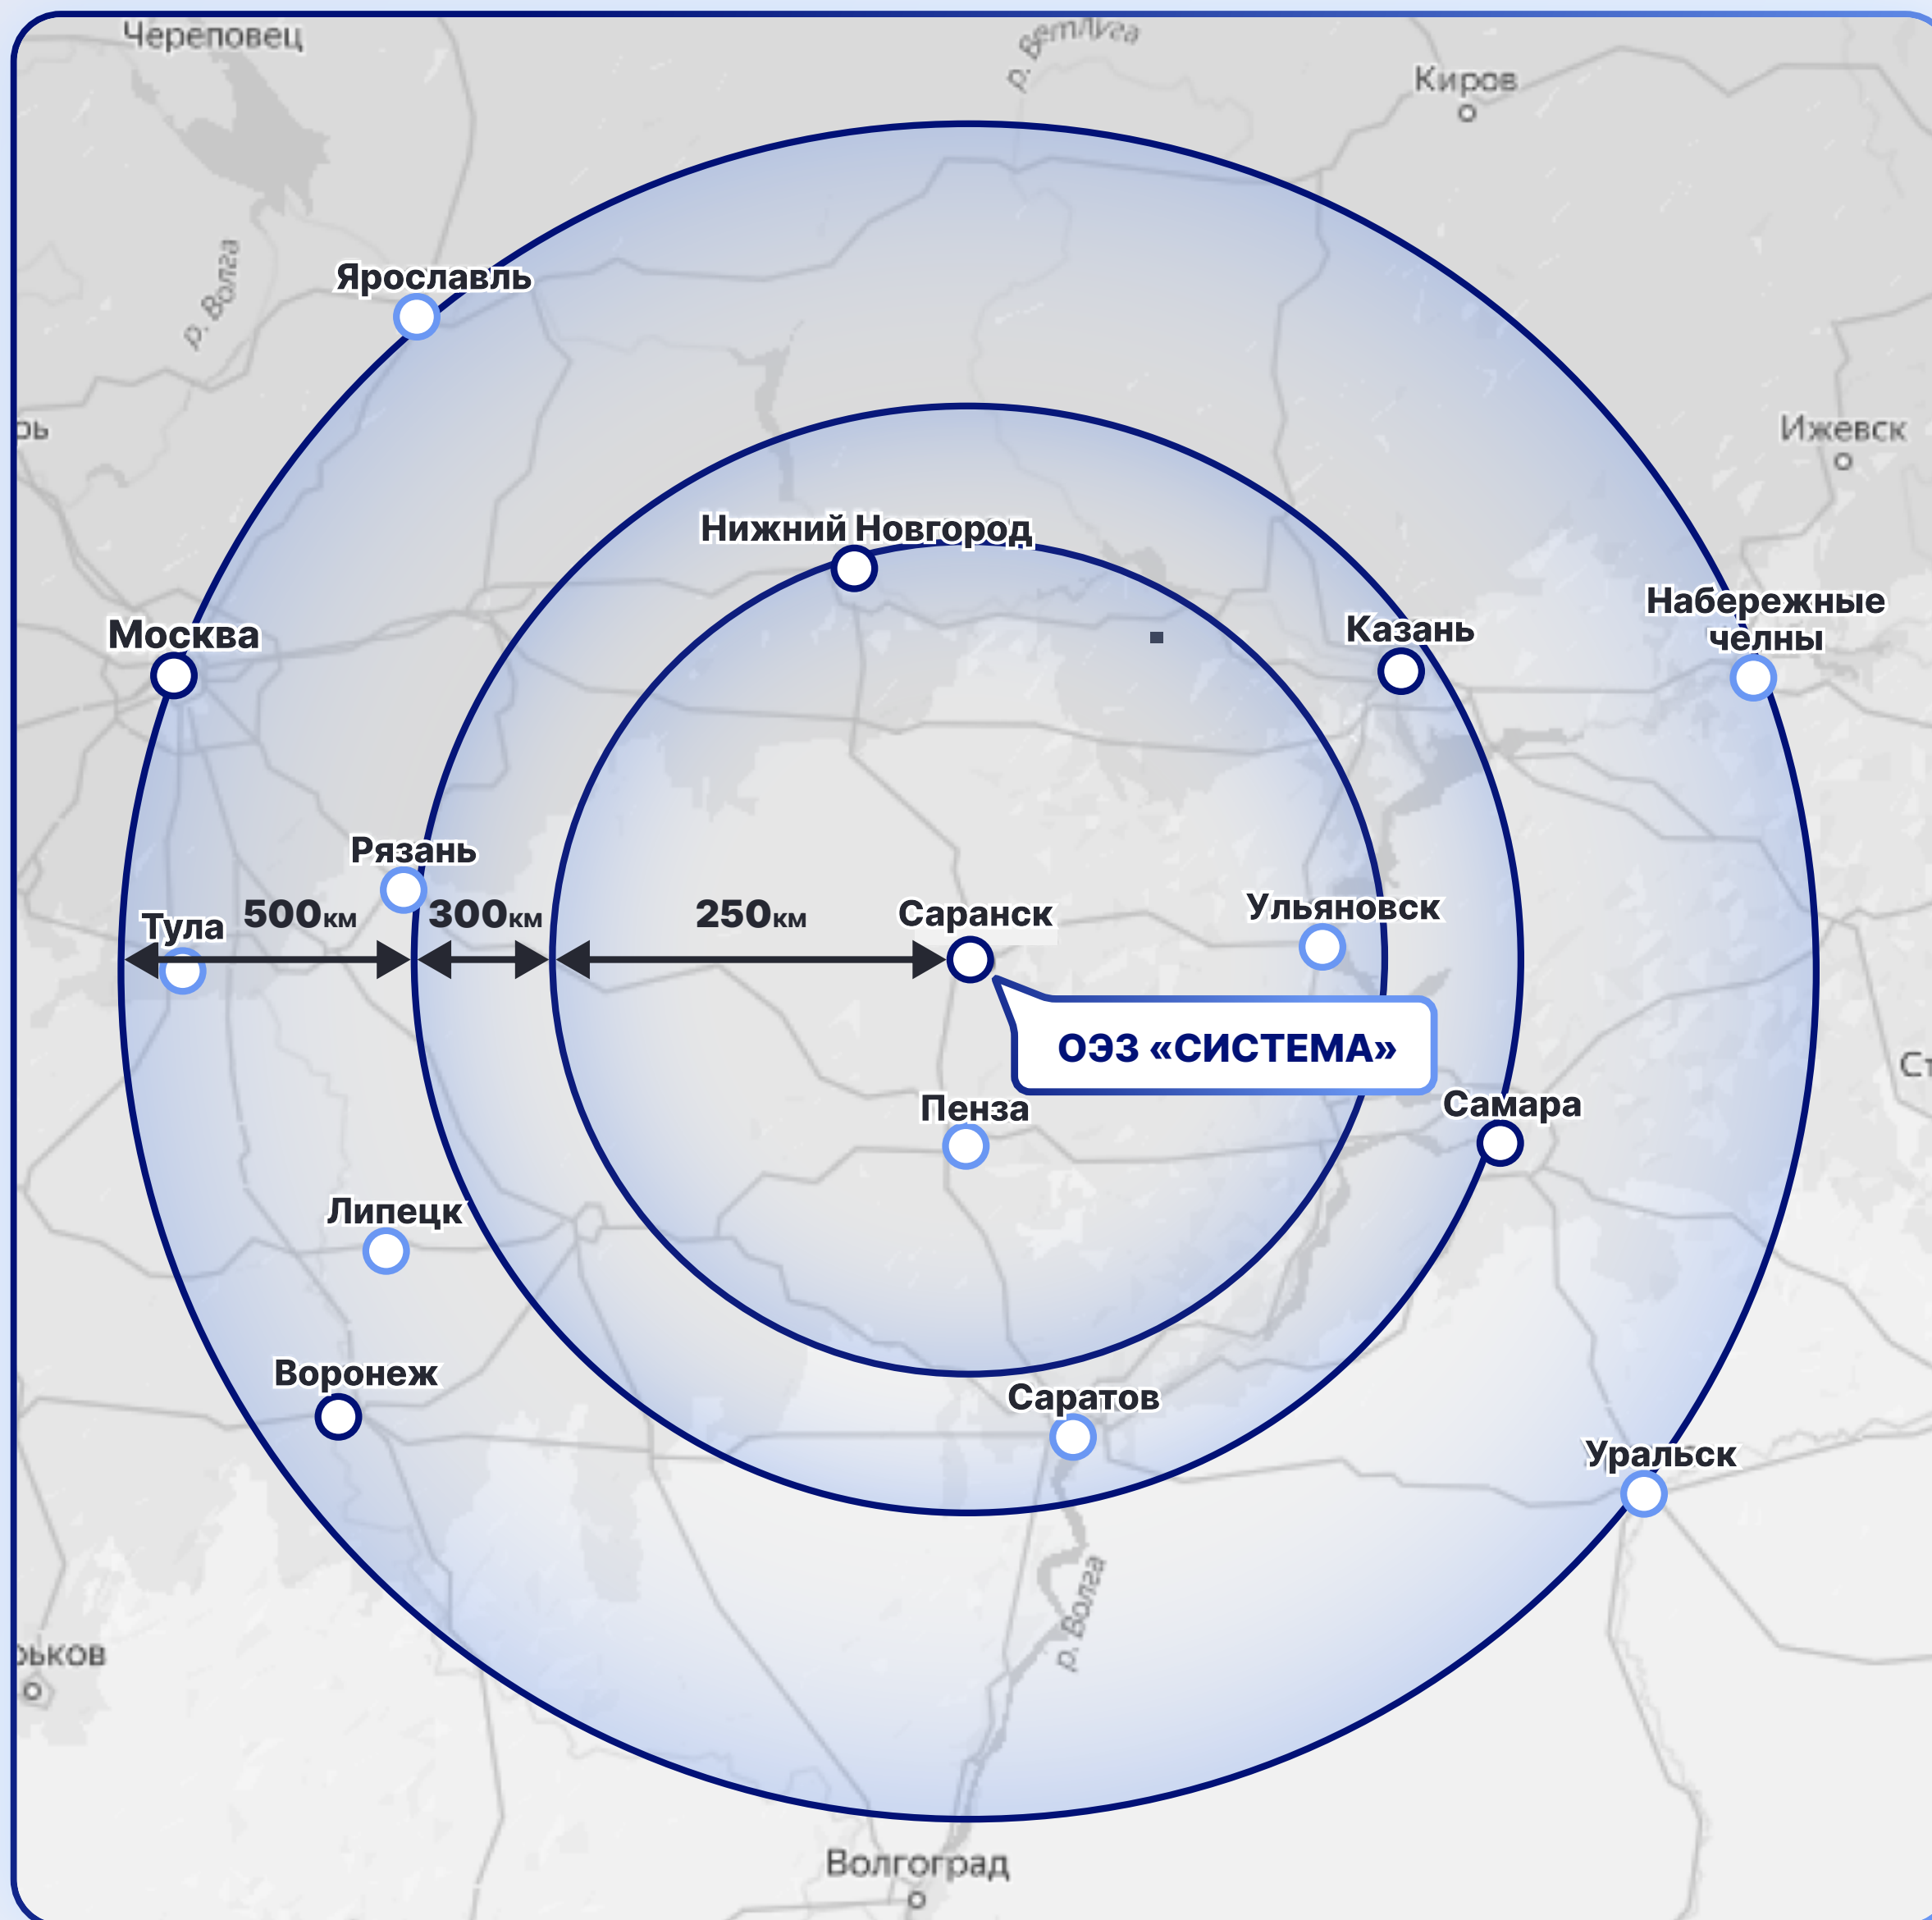 Череповец
р. Ветлуга
Киров
Ярославль
р. Волга
Ижевск
Нижний Новгород
Набережные
челны
Москва
Казань
Рязань
500км
300км
250км
Саранск
Ульяновск
Тула
ОЭЗ «СИСТЕМА»
Пенза
Самара
Липецк
Воронеж
Саратов
Уральск
р. Волга
Волгоград